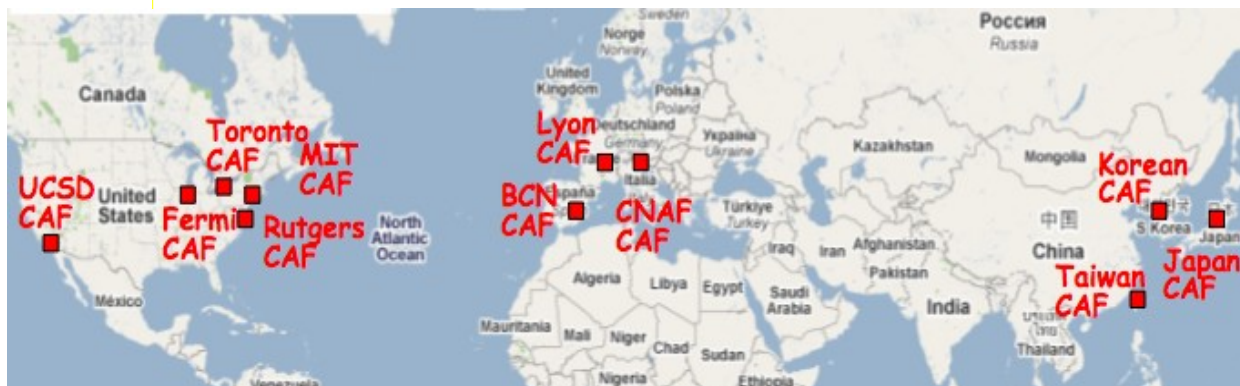 Sweden
Norge
Norway
Россия
Russia
United
Kingdom
Polska
Poland
Canada
Toronto
CAF
MIT
CAF
Lyon
CAF
Deutschland
Germany
Україна
Ukraine
Kazakhstan
Mongolia
Korean
CAF
UCSD
CAF
United
States
Fermi
CAF
Rutgers
CAF
North
Atlantic
Ocean
BCN
CAF
España
Italia
CNAF
CAF
Türkiye
Turkey
中国
China
S Korea
Japan
Japan
CAF
Iraq
Iran
Afghanistan
Pakistan
Taiwan
CAF
México
Algeria
Libya
Egypt
Saudi
Arabia
India
Thailand
Mauritania
Mali
Niger
Chad
Sudan
Nigeria
Ethiopia
Venezuela